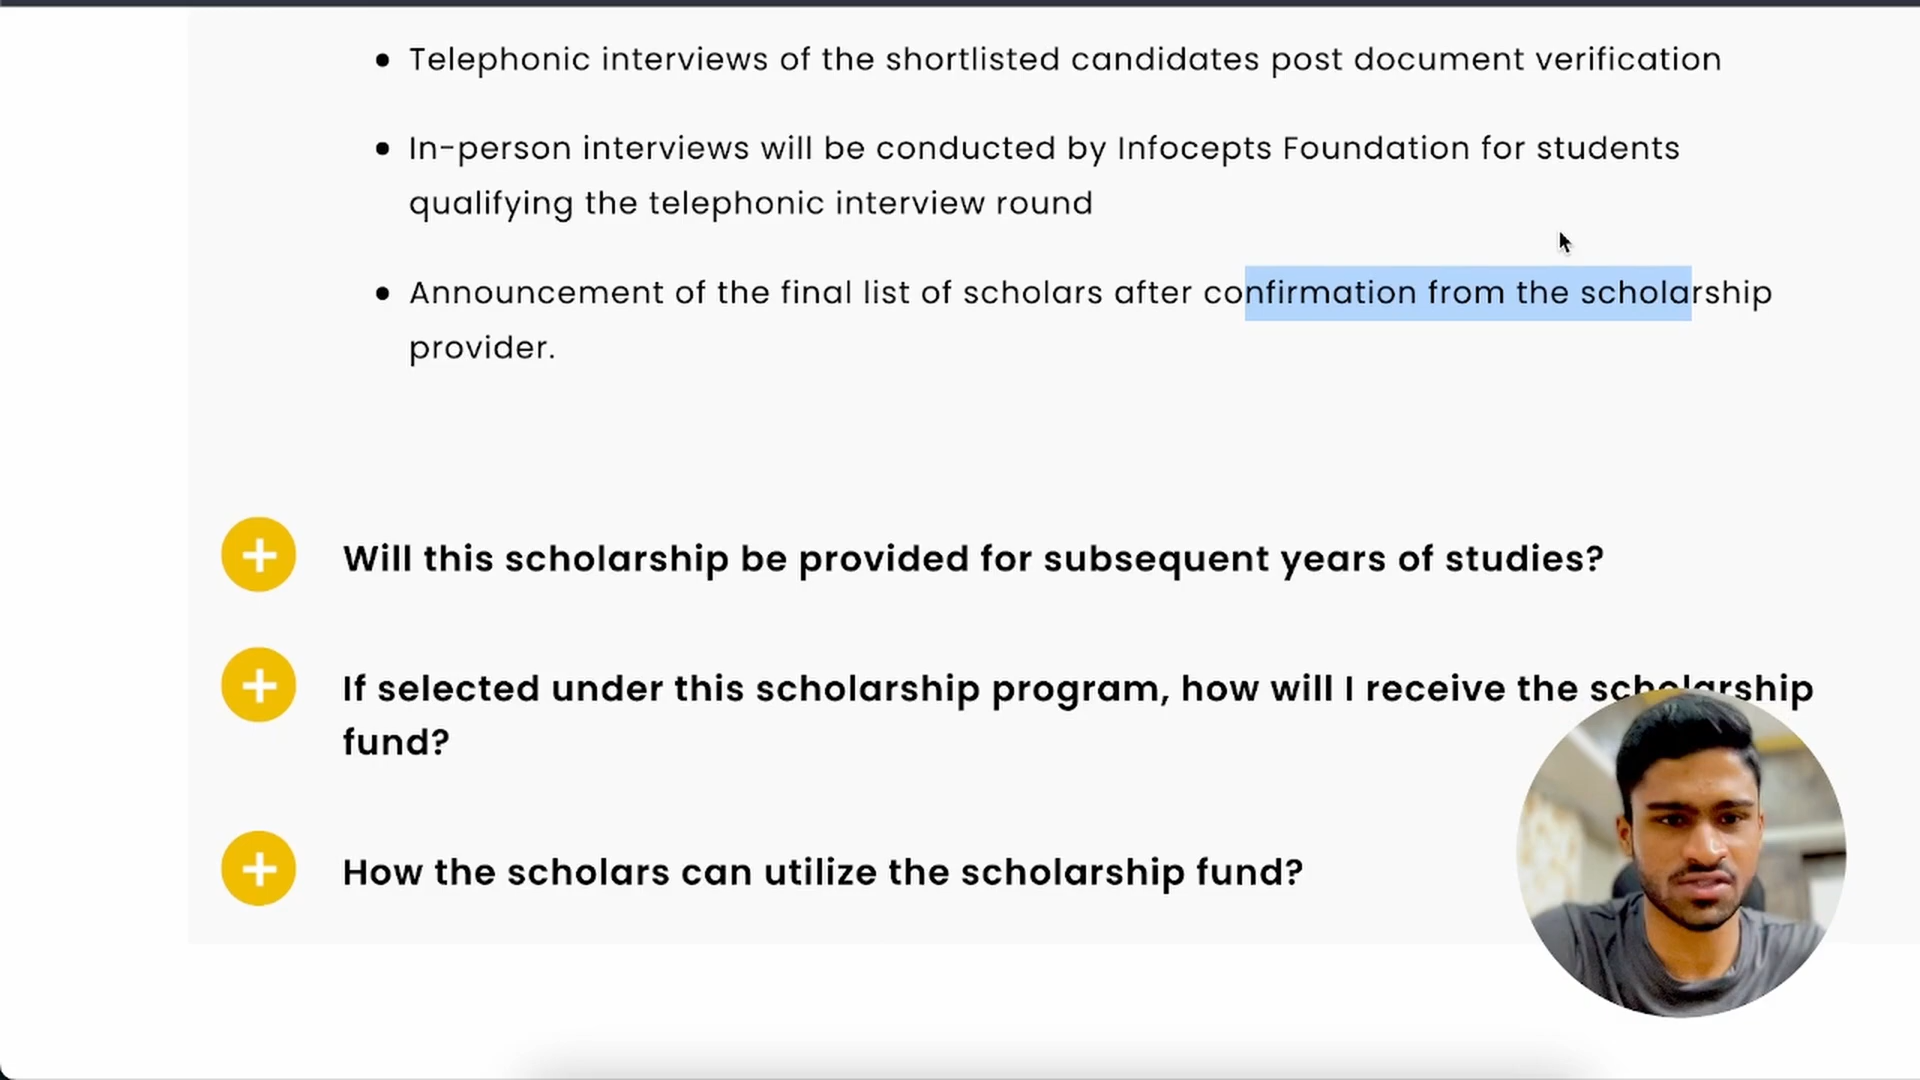 Telephonic interviews of the shortlisted candidates post document verification
In-person interviews will be conducted by Infocepts Foundation for students
qualifying the telephonic interview round
Announcement of the final list of scholars after confirmation from the scholarship
provider.
Will this scholarship be provided for subsequent years of studies?
If selected under this scholarship program, how will I receive the scholarship
fund?
How the scholars can utilize the scholarship fund?